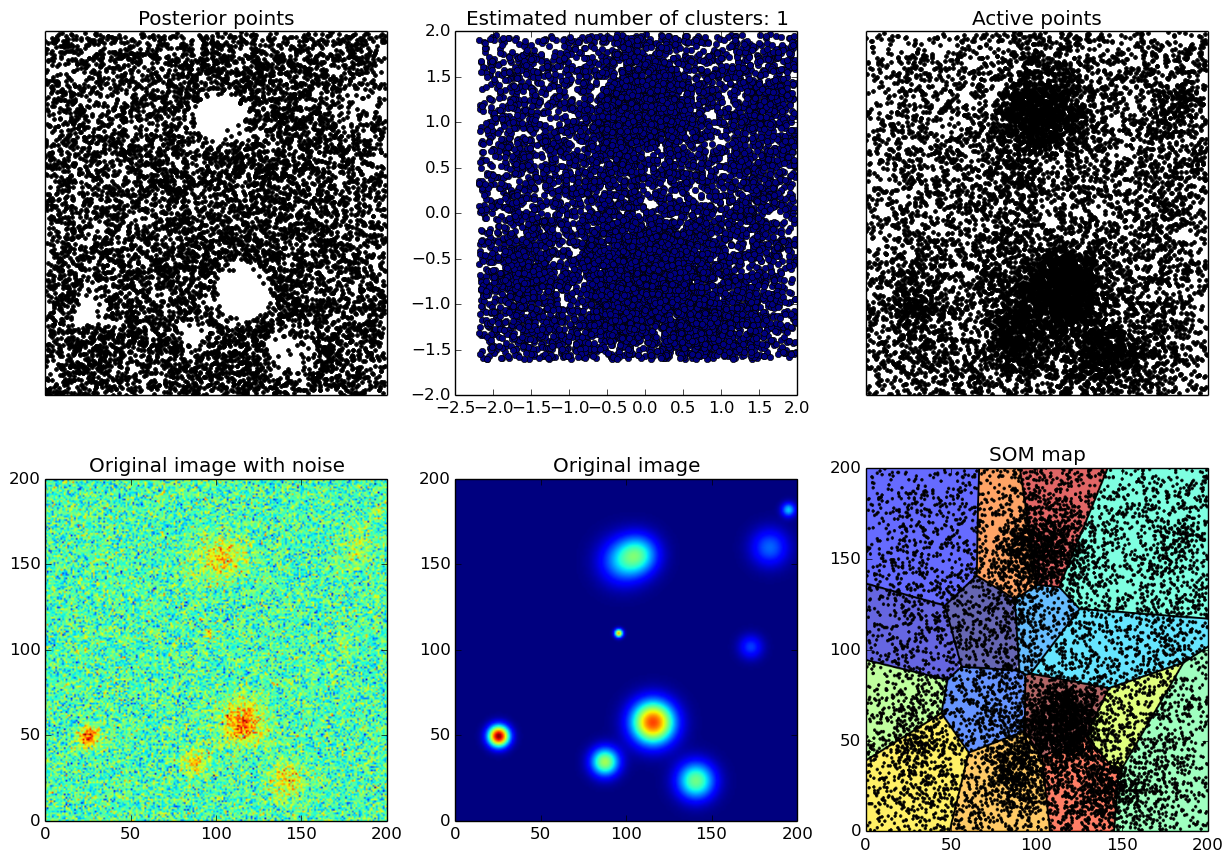 Posterior points
Estimated number of clusters: 1
Active points
2.0
1.5
1.0
0.5
0.0
−0.5
−1.0
−1.5
−2.0
−2.5−2.0−1.5−1.0−0.5 0.0 0.5 1.0 1.5 2.0
Original image with noise
Original image
SOM map
200
150
100
50
0
0 50 100 150 200
200
150
100
50
0
0 50 100 150 200
200
150
100
50
0
0 50 100 150 200